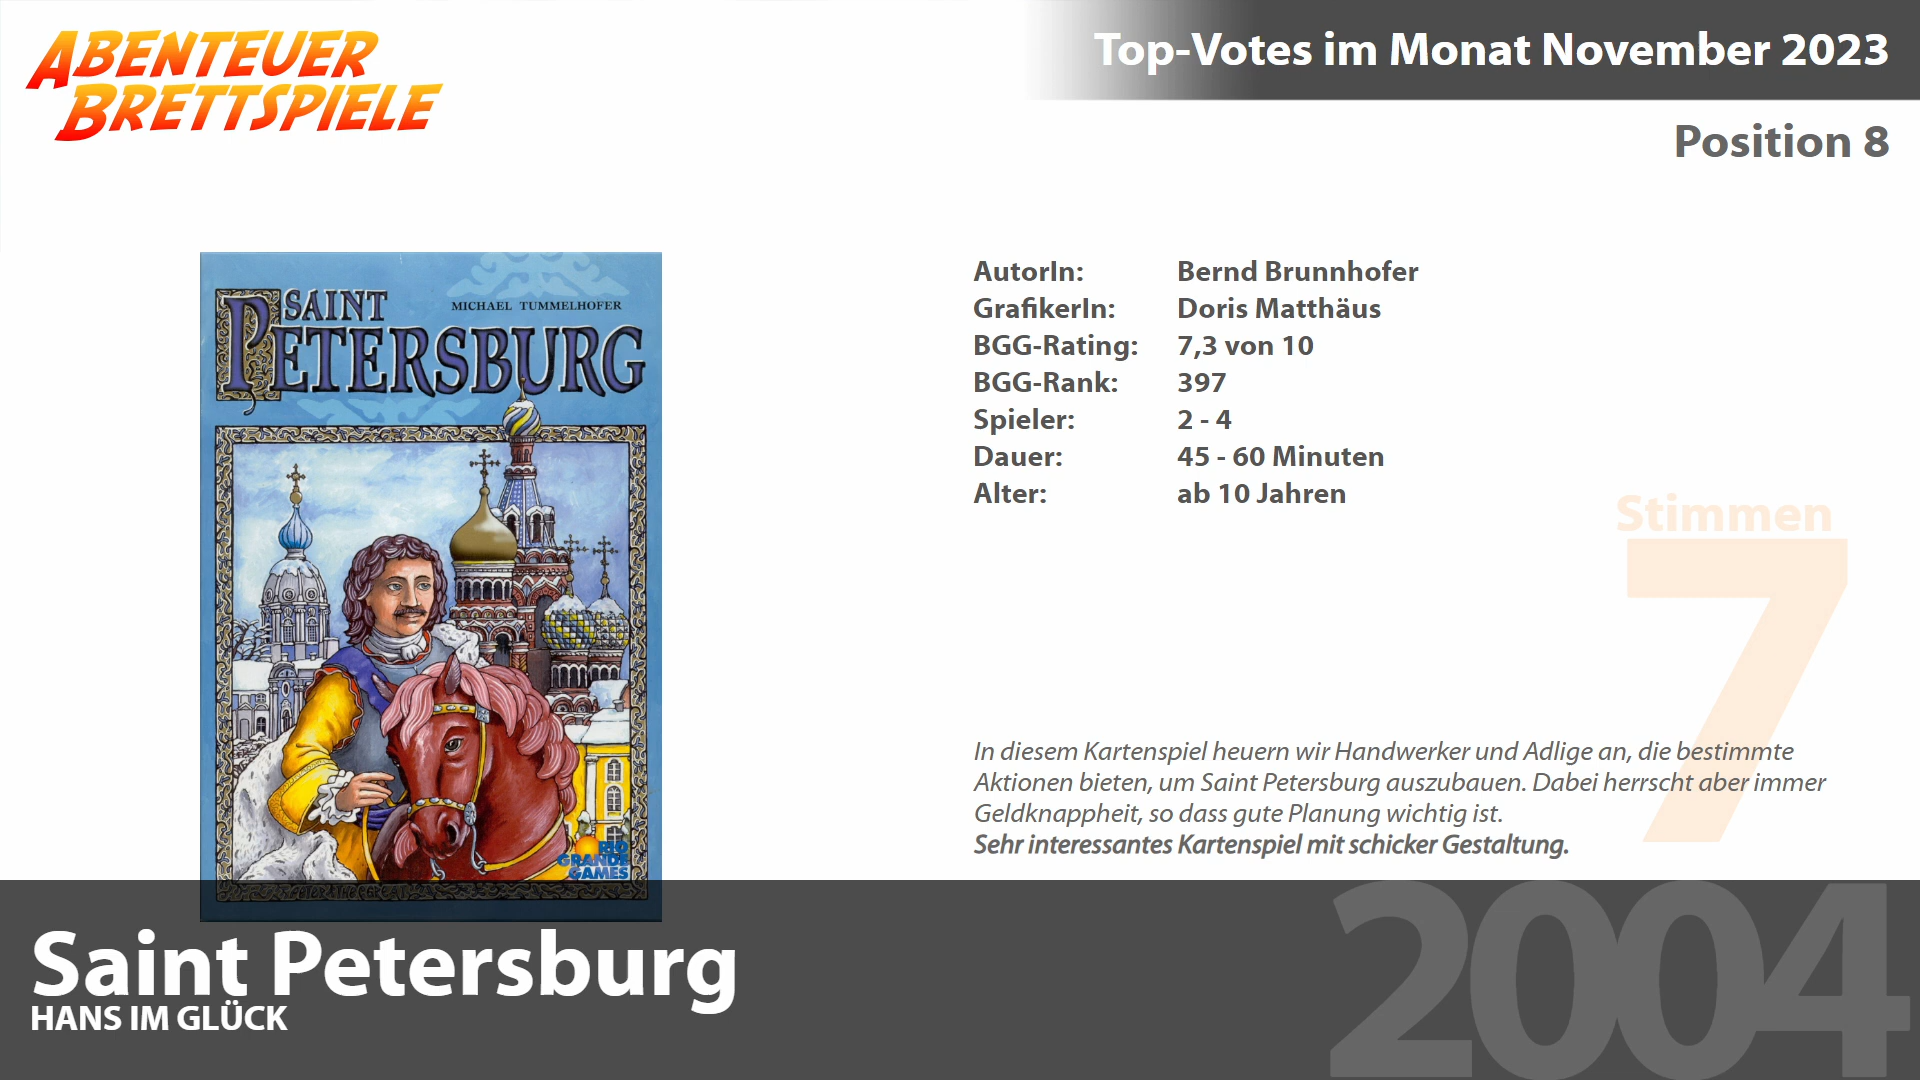 ABENTEUER
BRETTSPIELE
Top-Votes im Monat November 2023
Position 8
SAINT
MICHAEL TUMMELHOFER
PETERSBURG
RIO
GRANDE
GAMES
AutorIn: Bernd Brunnhofer
GrafikerIn: Doris Matthäus
BGG-Rating: 7,3 von 10
BGG-Rank: 397
Spieler: 2 - 4
Dauer: 45 - 60 Minuten
Alter: ab 10 Jahren
Stimmen
7
In diesem Kartenspiel heuern wir Handwerker und Adlige an, die bestimmte
Aktionen bieten, um Saint Petersburg auszubauen. Dabei herrscht aber immer
Geldknappheit, so dass gute Planung wichtig ist.
Sehr interessantes Kartenspiel mit schicker Gestaltung.
Saint Petersburg
HANS IM GLÜCK
2004